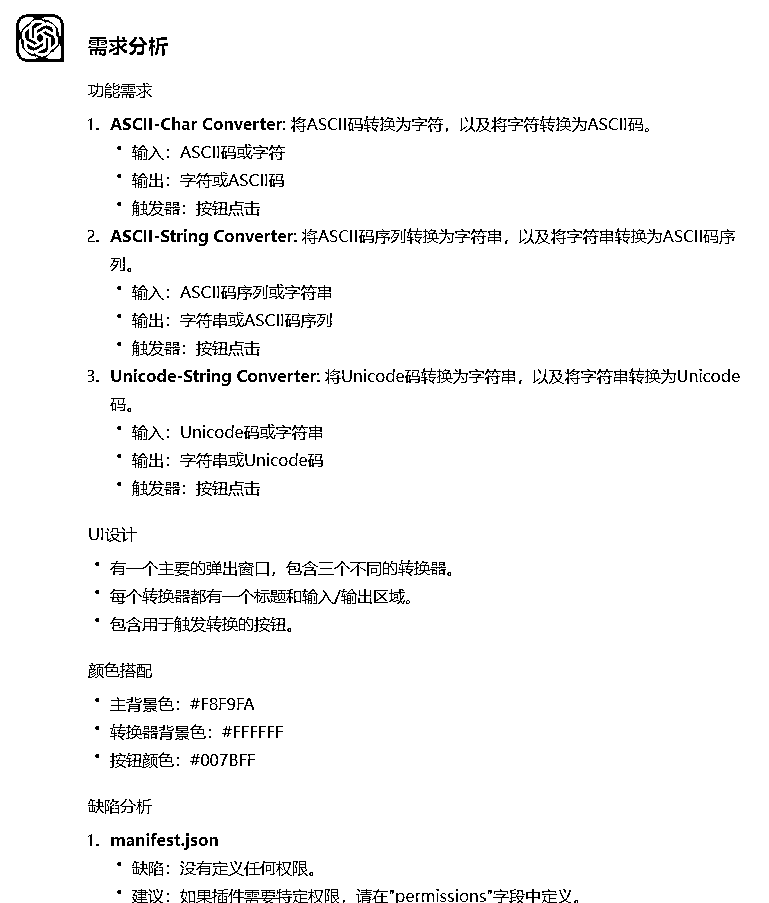 需求分析
功能需求
1. ASCII-Char Converter: 将ASCII码转换为字符，以及将字符转换为ASCII码。
• 输入：ASCII码或字符
• 输出：字符或ASCII码
• 触发器：按钮点击
2. ASCII-String Converter: 将ASCII码序列转换为字符串，以及将字符串转换为ASCII码序
列。
• 输入：ASCII码序列或字符串
• 输出：字符串或ASCII码序列
• 触发器：按钮点击
3. Unicode-String Converter: 将Unicode码转换为字符串，以及将字符串转换为Unicode
码。
• 输入：Unicode码或字符串
• 输出：字符串或Unicode码
• 触发器：按钮点击
UI设计
• 有一个主要的弹出窗口，包含三个不同的转换器。
• 每个转换器都有一个标题和输入/输出区域。
• 包含用于触发转换的按钮。
颜色搭配
• 主背景色：#F8F9FA
• 转换器背景色：#FFFFFF
• 按钮颜色：#007BFF
缺陷分析
1. manifest.json
• 缺陷：没有定义任何权限。
• 建议：如果插件需要特定权限，请在"permissions"字段中定义。